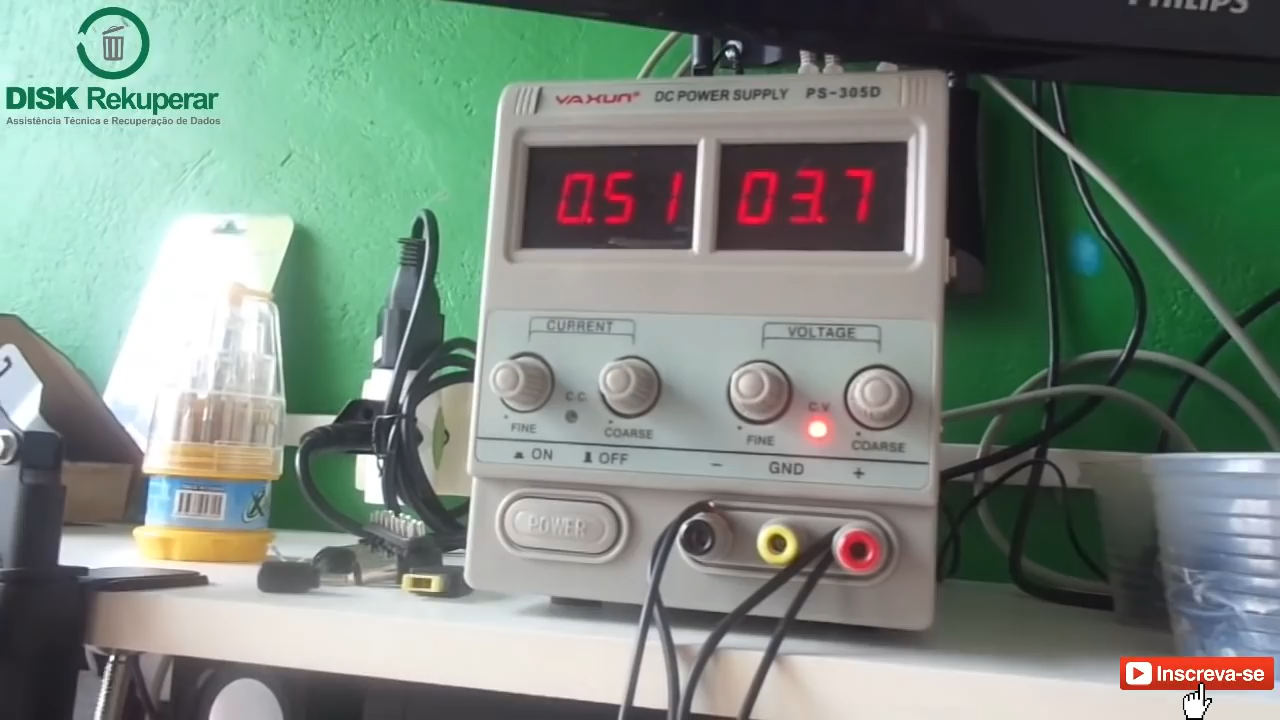 DISK Rekuperar
Assistência Técnica e Recuperação de Dados
PHILIPS
YAXUN® DC POWER SUPPLY PS-305D
0.51 03.7
CURRENT VOLTAGE
C.C. C.V
FINE COARSE FINE COARSE
ON OFF - GND +
POWER
X
Inscreva-se